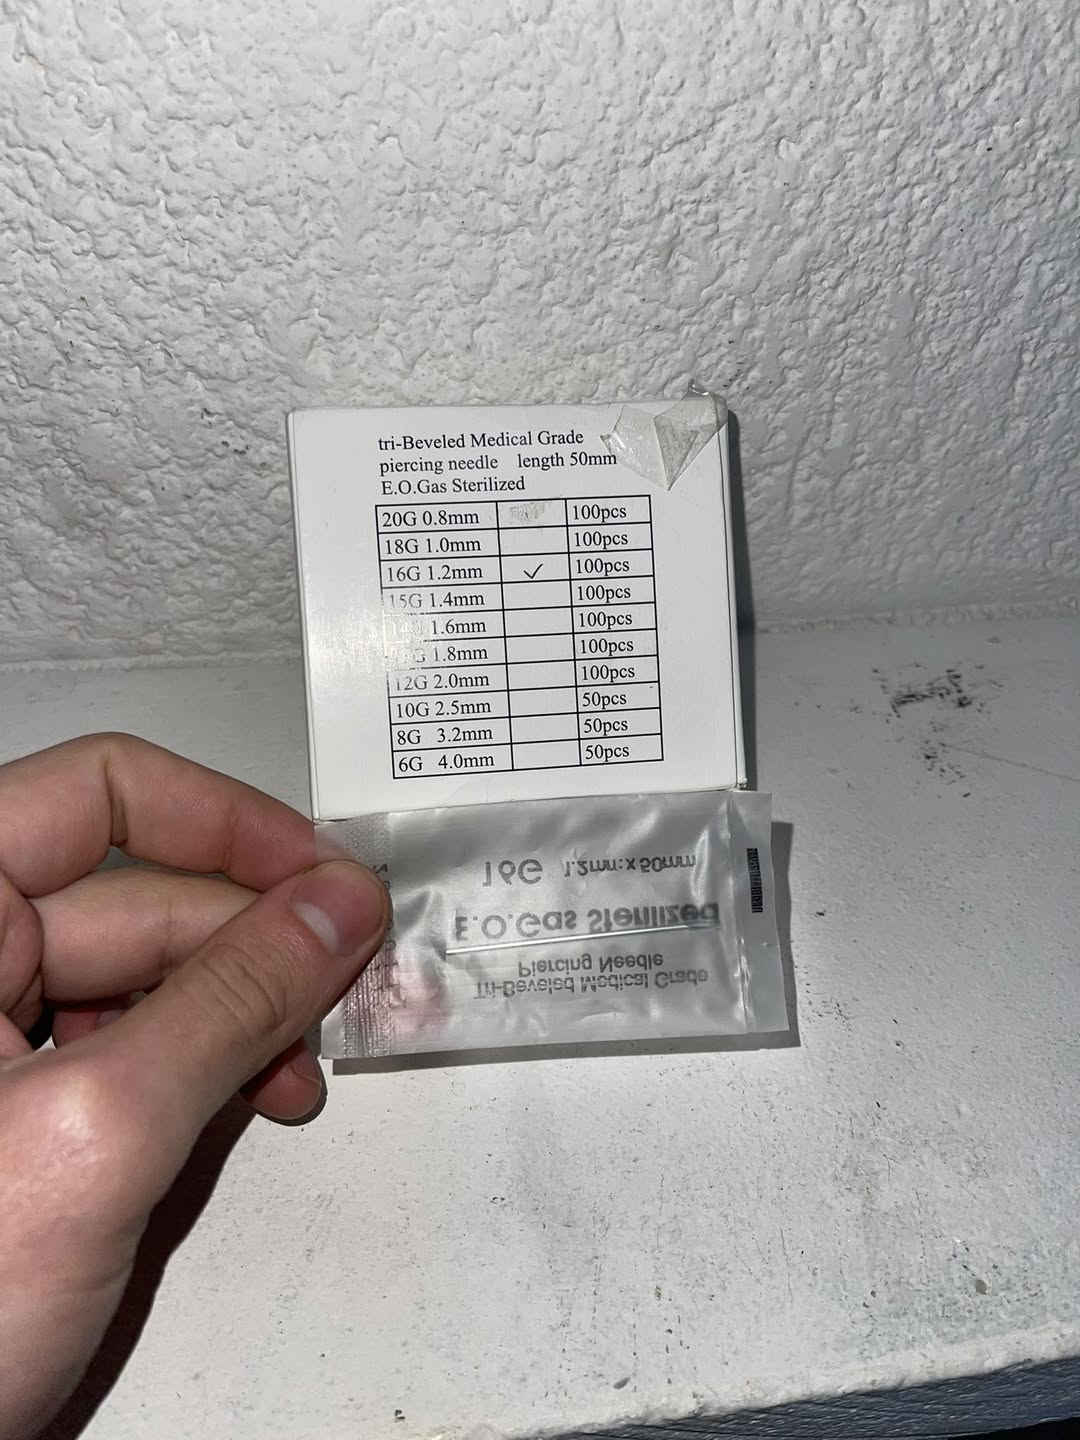 tri-Beveled Medical Grade
piercing needle length 50mm
E.O.Gas Sterilized
20G 0.8mm 100pcs
18G 1.0mm 100pcs
16G 1.2mm ✓ 100pcs
15G 1.4mm 100pcs
1.6mm 100pcs
1.8mm 100pcs
12G 2.0mm 100pcs
10G 2.5mm 50pcs
8G 3.2mm 50pcs
6G 4.0mm 50pcs
16G 1.2mm x 50mm
E.O.Gas Sterilized
Piercing Needle
Tri-Beveled Medical Grade